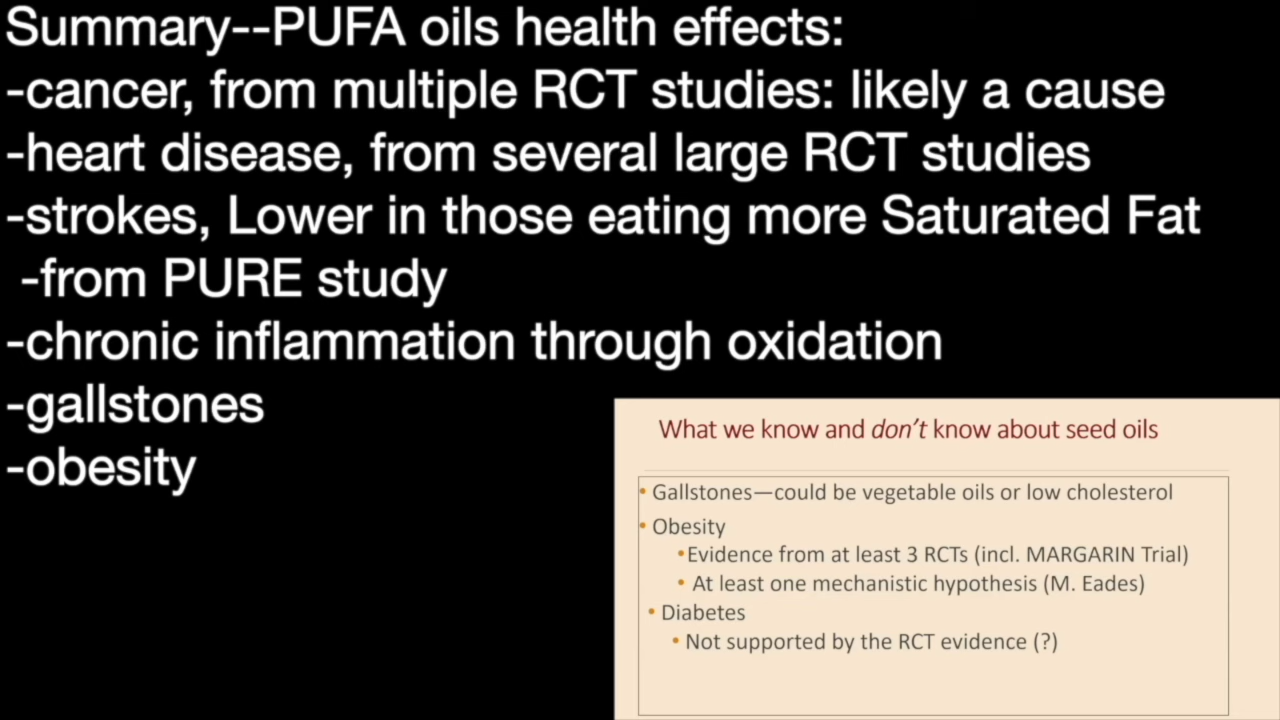 Summary--PUFA oils health effects:
-cancer, from multiple RCT studies: likely a cause
-heart disease, from several large RCT studies
-strokes, Lower in those eating more Saturated Fat
-from PURE study
-chronic inflammation through oxidation
-gallstones
-obesity
What we know and don't know about seed oils
• Gallstones—could be vegetable oils or low cholesterol
• Obesity
•Evidence from at least 3 RCTs (incl. MARGARIN Trial)
• At least one mechanistic hypothesis (M. Eades)
• Diabetes
• Not supported by the RCT evidence (?)